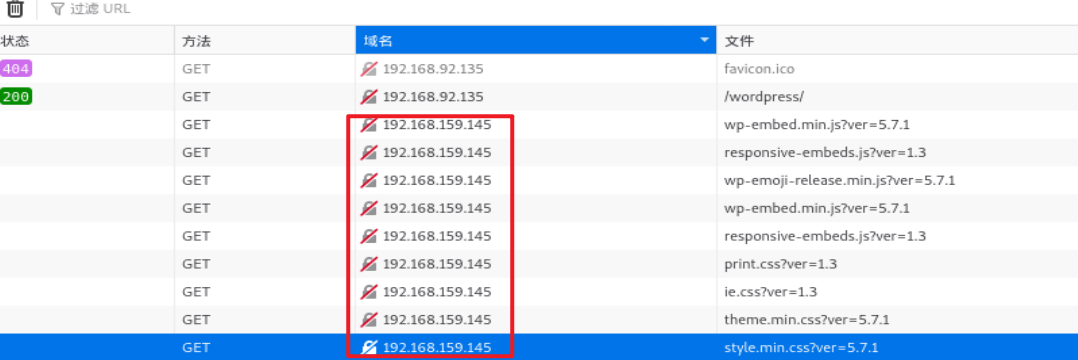 过滤 URL
状态 方法 域名 文件
404 GET 192.168.92.135 favicon.ico
200 GET 192.168.92.135 /wordpress/
GET 192.168.159.145 wp-embed.min.js?ver=5.7.1
GET 192.168.159.145 responsive-embeds.js?ver=1.3
GET 192.168.159.145 wp-emoji-release.min.js?ver=5.7.1
GET 192.168.159.145 wp-embed.min.js?ver=5.7.1
GET 192.168.159.145 responsive-embeds.js?ver=1.3
GET 192.168.159.145 print.css?ver=1.3
GET 192.168.159.145 ie.css?ver=1.3
GET 192.168.159.145 theme.min.css?ver=5.7.1
GET 192.168.159.145 style.min.css?ver=5.7.1